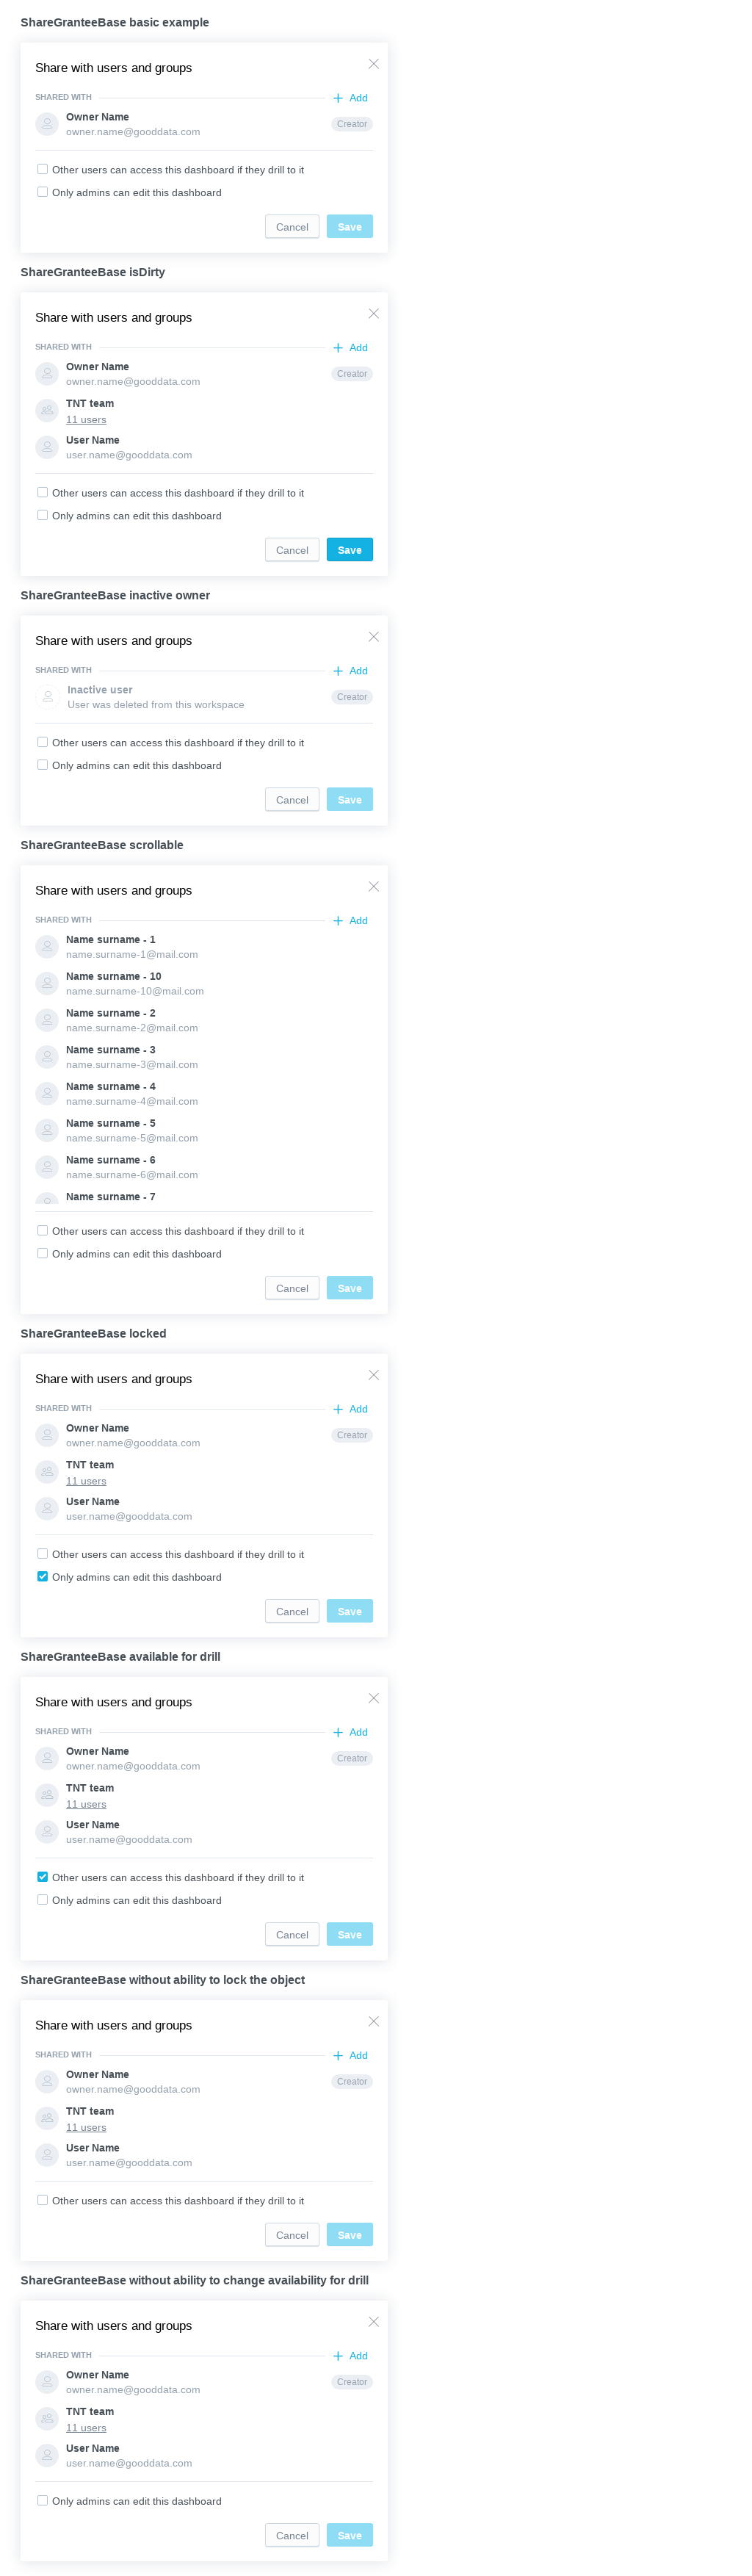 ShareGranteeBase basic example
Share with users and groups
SHARED WITH Add
Owner Name
owner.name@gooddata.com Creator
Other users can access this dashboard if they drill to it
Only admins can edit this dashboard
Cancel Save
ShareGranteeBase isDirty
Share with users and groups
SHARED WITH Add
Owner Name
owner.name@gooddata.com Creator
TNT team
11 users
User Name
user.name@gooddata.com
Other users can access this dashboard if they drill to it
Only admins can edit this dashboard
Cancel Save
ShareGranteeBase inactive owner
Share with users and groups
SHARED WITH Add
Inactive user
User was deleted from this workspace Creator
Other users can access this dashboard if they drill to it
Only admins can edit this dashboard
Cancel Save
ShareGranteeBase scrollable
Share with users and groups
SHARED WITH Add
Name surname - 1
name.surname-1@mail.com
Name surname - 10
name.surname-10@mail.com
Name surname - 2
name.surname-2@mail.com
Name surname - 3
name.surname-3@mail.com
Name surname - 4
name.surname-4@mail.com
Name surname - 5
name.surname-5@mail.com
Name surname - 6
name.surname-6@mail.com
Name surname - 7
Other users can access this dashboard if they drill to it
Only admins can edit this dashboard
Cancel Save
ShareGranteeBase locked
Share with users and groups
SHARED WITH Add
Owner Name
owner.name@gooddata.com Creator
TNT team
11 users
User Name
user.name@gooddata.com
Other users can access this dashboard if they drill to it
Only admins can edit this dashboard
Cancel Save
ShareGranteeBase available for drill
Share with users and groups
SHARED WITH Add
Owner Name
owner.name@gooddata.com Creator
TNT team
11 users
User Name
user.name@gooddata.com
Other users can access this dashboard if they drill to it
Only admins can edit this dashboard
Cancel Save
ShareGranteeBase without ability to lock the object
Share with users and groups
SHARED WITH Add
Owner Name
owner.name@gooddata.com Creator
TNT team
11 users
User Name
user.name@gooddata.com
Other users can access this dashboard if they drill to it
Cancel Save
ShareGranteeBase without ability to change availability for drill
Share with users and groups
SHARED WITH Add
Owner Name
owner.name@gooddata.com Creator
TNT team
11 users
User Name
user.name@gooddata.com
Only admins can edit this dashboard
Cancel Save